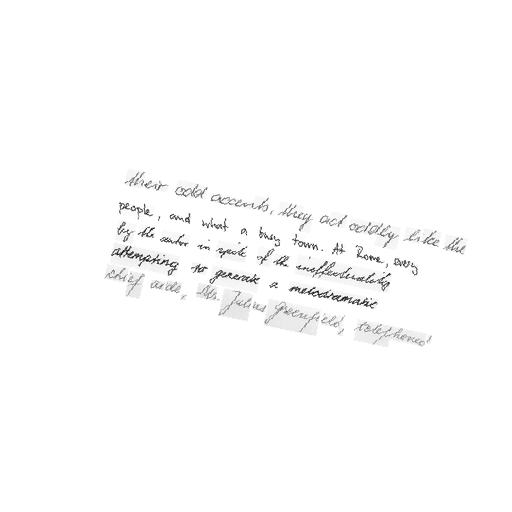 their odd accents, they act oddly like the
people, and what a busy town. At Rome, every
by the author in spite of the ineffectuality
attempting to generate a melodramatic
chief aide, Mr. Julius Greenfield, telephoned